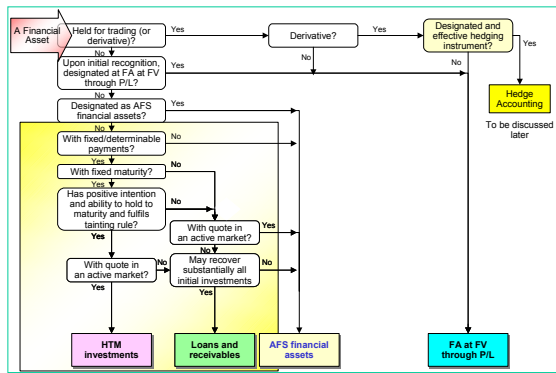 A Financial
Asset
Held for trading (or
derivative)?
Yes
Derivative?
Yes
Designated and
effective hedging
instrument?
Yes
No
No
No
Upon initial recognition,
designated at FA at FV
through P/L?
Yes
Hedge
Accounting
No
To be discussed
later
Designated as AFS
financial assets?
Yes
No
With fixed/determinable
payments?
No
Yes
With fixed maturity?
No
Yes
Has positive intention
and ability to hold to
maturity and fulfils
tainting rule?
No
With quote in
an active market?
Yes
Yes
No
With quote in
an active market?
No
May recover
substantially all
initial investments
No
Yes
Yes
HTM
investments
Loans and
receivables
AFS financial
assets
FA at FV
through P/L